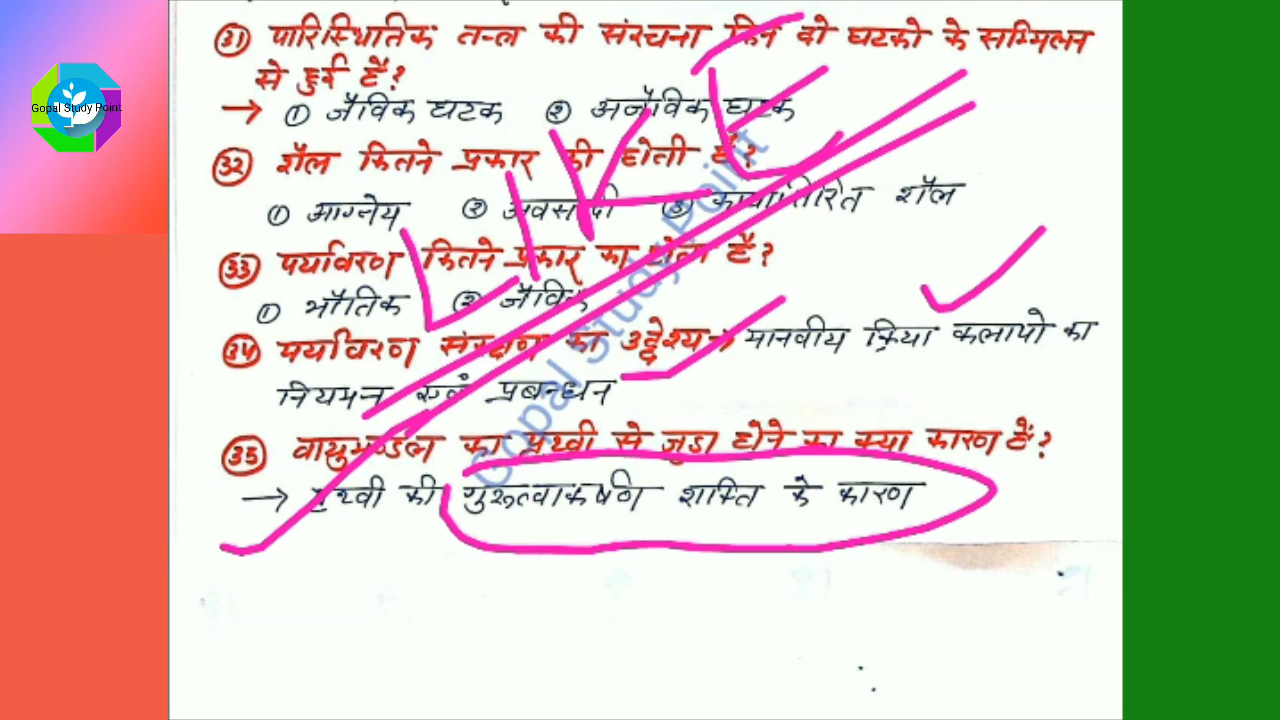 ㉛ पारिस्थितिक तन्त्र की संरचना किन दो घटको के सम्मिलन
से हुई है?
→ ① जैविक घटक ② अजैविक घटक
㉜ शैल कितने प्रकार की होती है?
① आग्नेय ② अवसादी ③ कायांतरित शैल
㉝ पर्यावरण कितने प्रकार का होता है?
① भौतिक ② जैविक
㉞ पर्यावरण संरक्षण का उद्देश्य → मानवीय क्रिया कलापो का
नियमन एवं प्रबन्धन
㉟ वायुमण्डल का पृथ्वी से जुडा होने का क्या कारण हैं?
→ पृथ्वी की गुरूत्वाकर्षण शक्ति के कारण
Gopal Study Point
Gopal Study Point